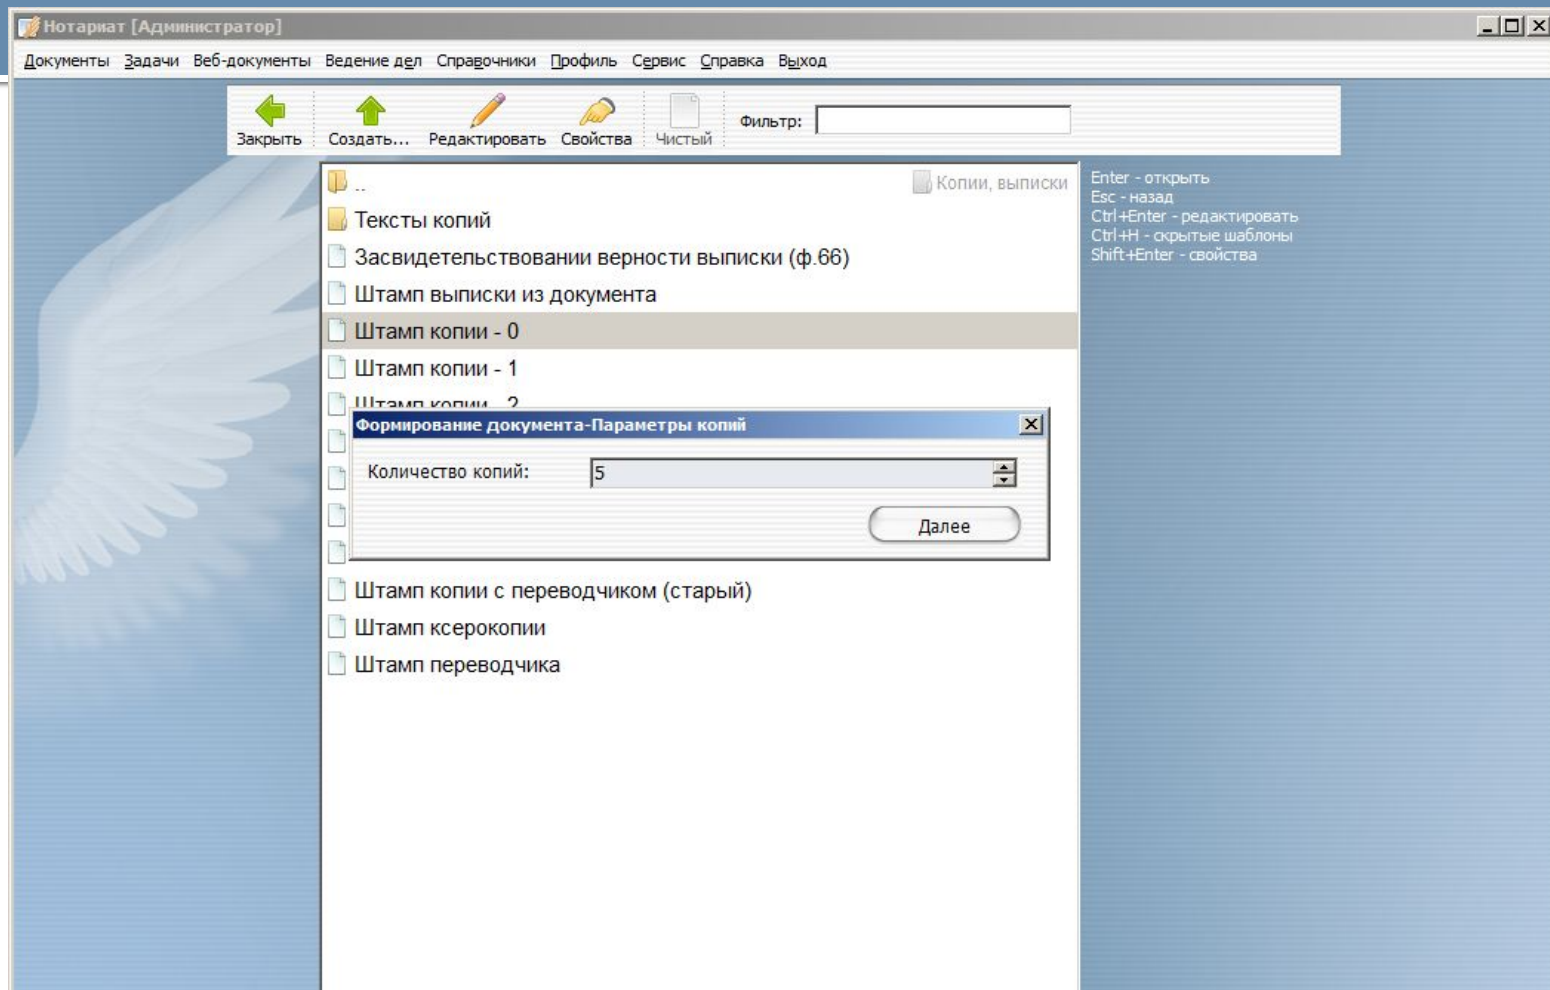 Нотариат [Администратор]
Документы Задачи Веб-документы Ведение дел Справочники Профиль Сервис Справка Выход
Закрыть Создать... Редактировать Свойства Чистый Фильтр:
.. Копии, выписки
Тексты копий
Засвидетельствовании верности выписки (ф.66)
Штамп выписки из документа
Штамп копии - 0
Штамп копии - 1
Штамп копии - 2
Формирование документа-Параметры копий
Количество копий: 5
Далее
Штамп копии с переводчиком (старый)
Штамп ксерокопии
Штамп переводчика
Enter - открыть
Esc - назад
Ctrl+Enter - редактировать
Ctrl+H - скрытые шаблоны
Shift+Enter - свойства